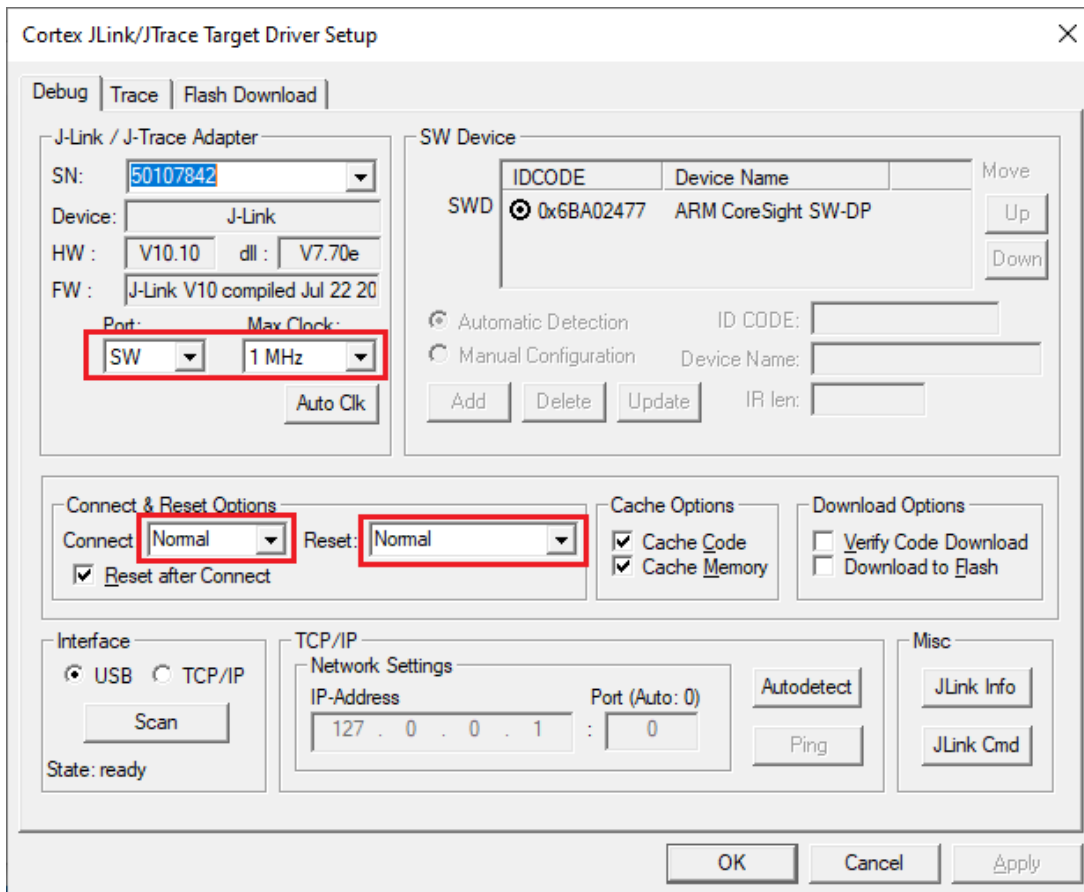 Cortex JLink/JTrace Target Driver Setup
Debug Trace Flash Download
J-Link / J-Trace Adapter
SN: 50107842
Device: J-Link
HW : V10.10 dll : V7.70e
FW : J-Link V10 compiled Jul 22 20
Port: Max Clock:
SW 1 MHz
Auto Clk
SW Device
IDCODE Device Name
SWD 0x6BA02477 ARM CoreSight SW-DP
Move
Up
Down
Automatic Detection ID CODE:
Manual Configuration Device Name:
Add Delete Update IR len:
Connect & Reset Options
Connect Normal Reset: Normal
Reset after Connect
Cache Options
Cache Code
Cache Memory
Download Options
Verify Code Download
Download to Flash
Interface
USB TCP/IP
Scan
State: ready
TCP/IP
Network Settings
IP-Address Port (Auto: 0)
127 . 0 . 0 . 1 : 0
Autodetect
Ping
Misc
JLink Info
JLink Cmd
OK Cancel Apply